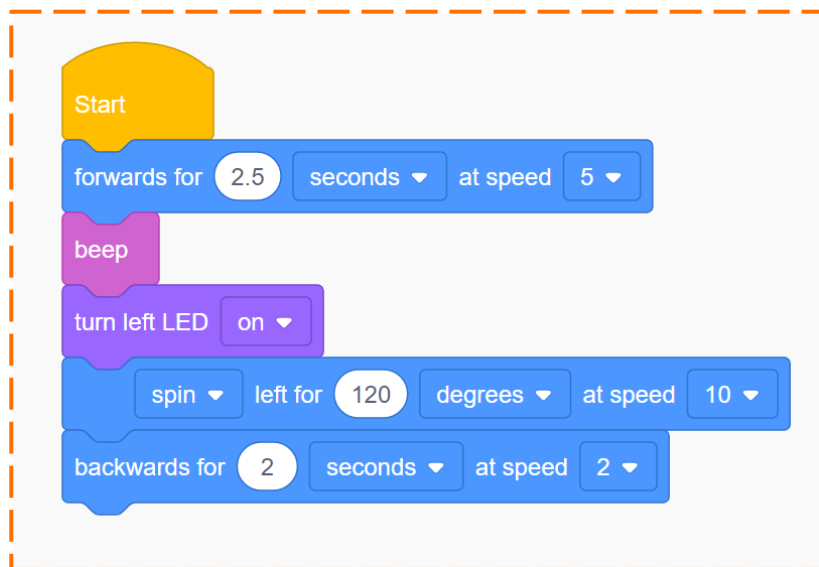 Start
forwards for 2.5 seconds at speed 5
beep
turn left LED on
spin left for 120 degrees at speed 10
backwards for 2 seconds at speed 2